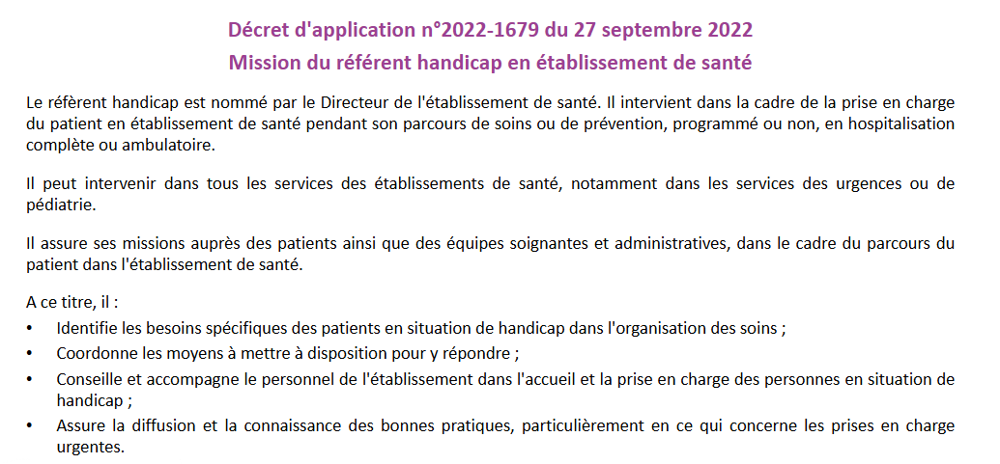 Décret d'application n°2022-1679 du 27 septembre 2022
Mission du référent handicap en établissement de santé
Le réfèrent handicap est nommé par le Directeur de l'établissement de santé. Il intervient dans la cadre de la prise en charge
du patient en établissement de santé pendant son parcours de soins ou de prévention, programmé ou non, en hospitalisation
complète ou ambulatoire.
Il peut intervenir dans tous les services des établissements de santé, notamment dans les services des urgences ou de
pédiatrie.
Il assure ses missions auprès des patients ainsi que des équipes soignantes et administratives, dans le cadre du parcours du
patient dans l'établissement de santé.
A ce titre, il :
• Identifie les besoins spécifiques des patients en situation de handicap dans l'organisation des soins ;
• Coordonne les moyens à mettre à disposition pour y répondre ;
• Conseille et accompagne le personnel de l'établissement dans l'accueil et la prise en charge des personnes en situation de
handicap ;
• Assure la diffusion et la connaissance des bonnes pratiques, particulièrement en ce qui concerne les prises en charge
urgentes.